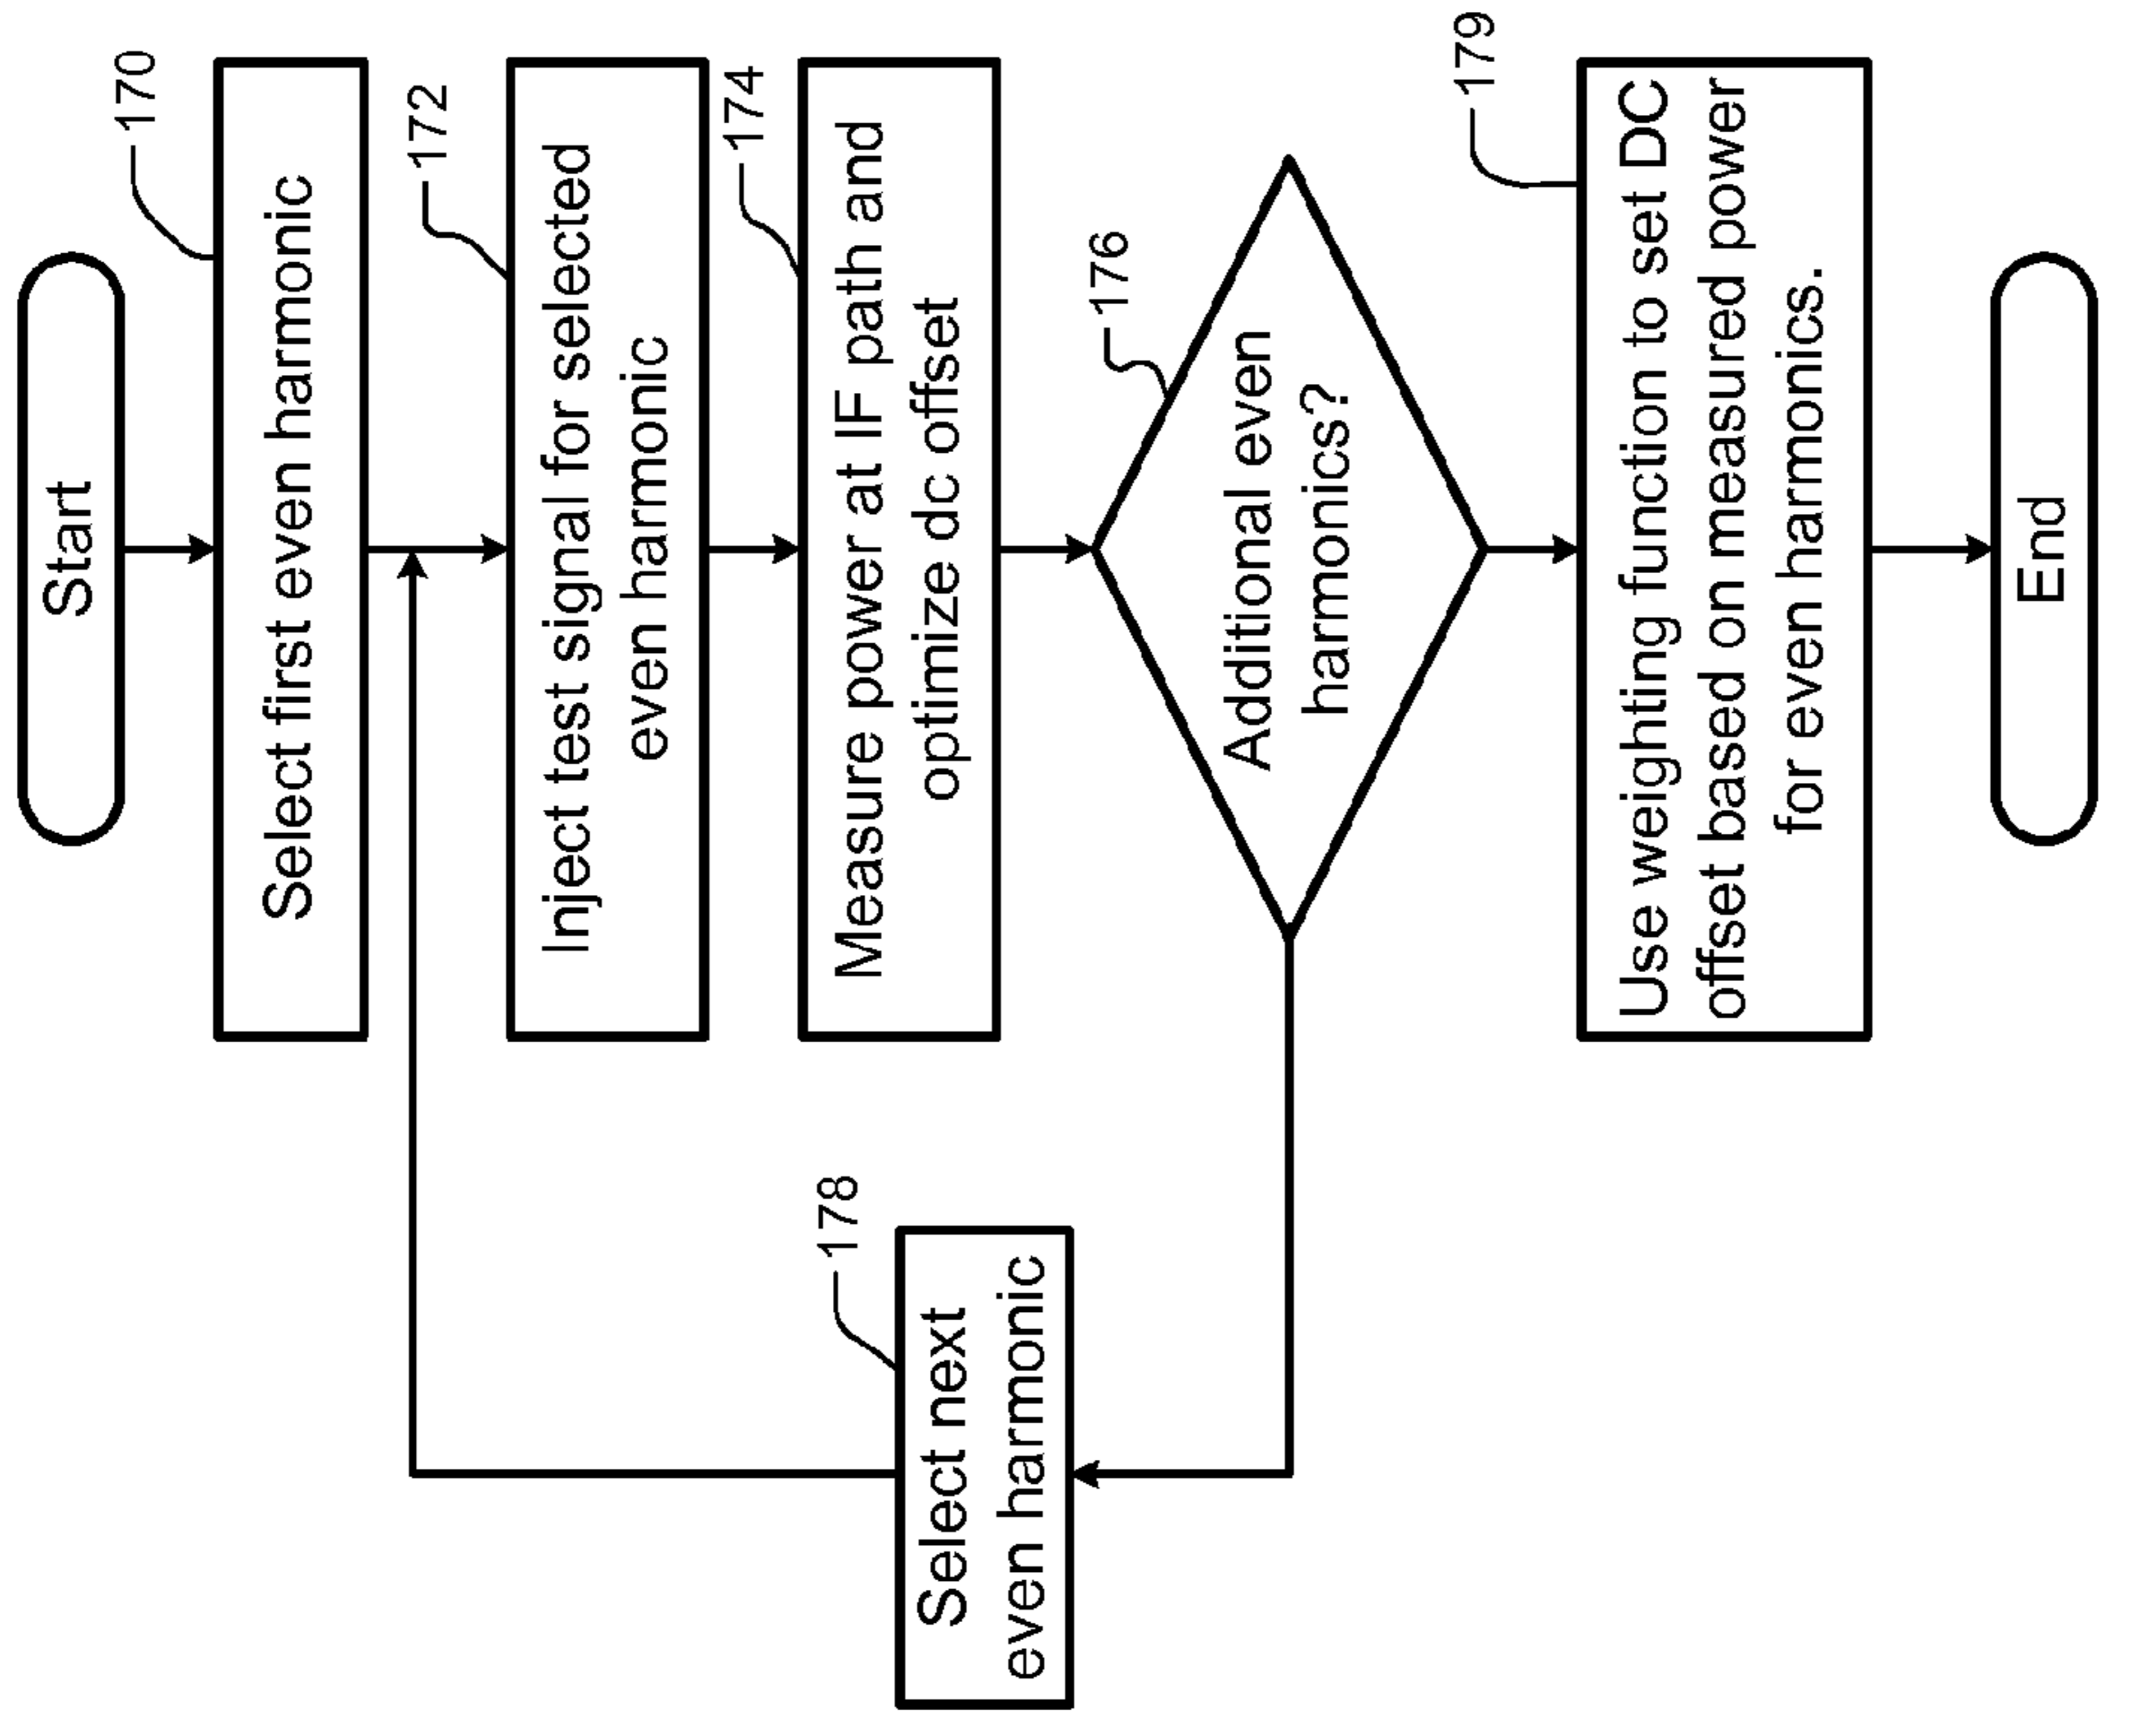 Start
170
Select first even harmonic
172
Inject test signal for selected
even harmonic
174
Measure power at IF path and
optimize dc offset
176
Additional even
harmonics?
178
Select next
even harmonic
179
Use weighting function to set DC
offset based on measured power
for even harmonics.
End